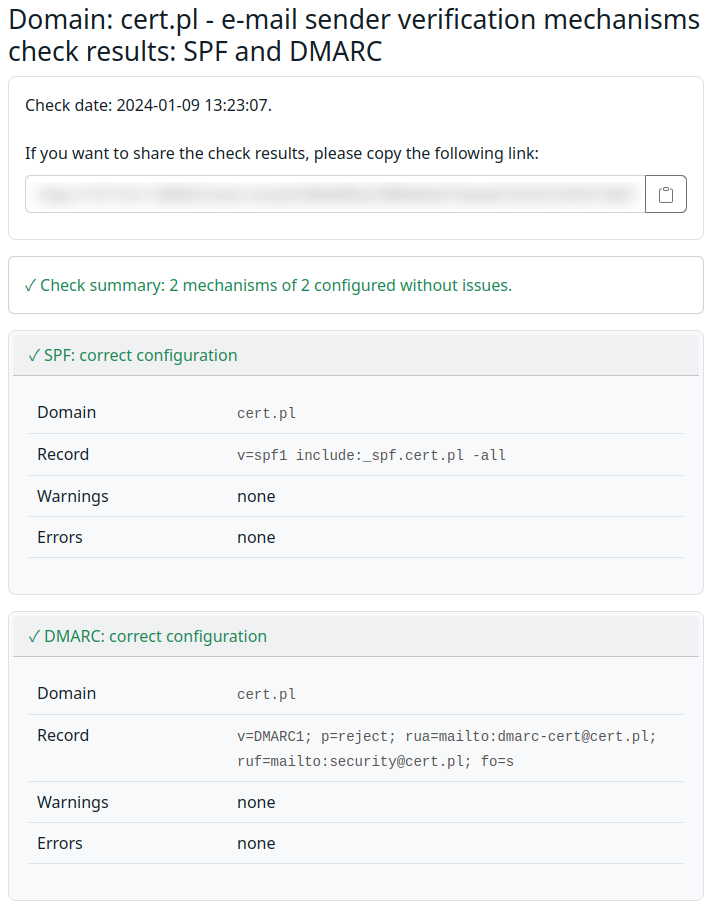 Domain: cert.pl - e-mail sender verification mechanisms
check results: SPF and DMARC
Check date: 2024-01-09 13:23:07.
If you want to share the check results, please copy the following link:
✓ Check summary: 2 mechanisms of 2 configured without issues.
✓ SPF: correct configuration
Domain cert.pl
Record v=spf1 include:_spf.cert.pl -all
Warnings none
Errors none
✓ DMARC: correct configuration
Domain cert.pl
Record v=DMARC1; p=reject; rua=mailto:dmarc-cert@cert.pl;
ruf=mailto:security@cert.pl; fo=s
Warnings none
Errors none